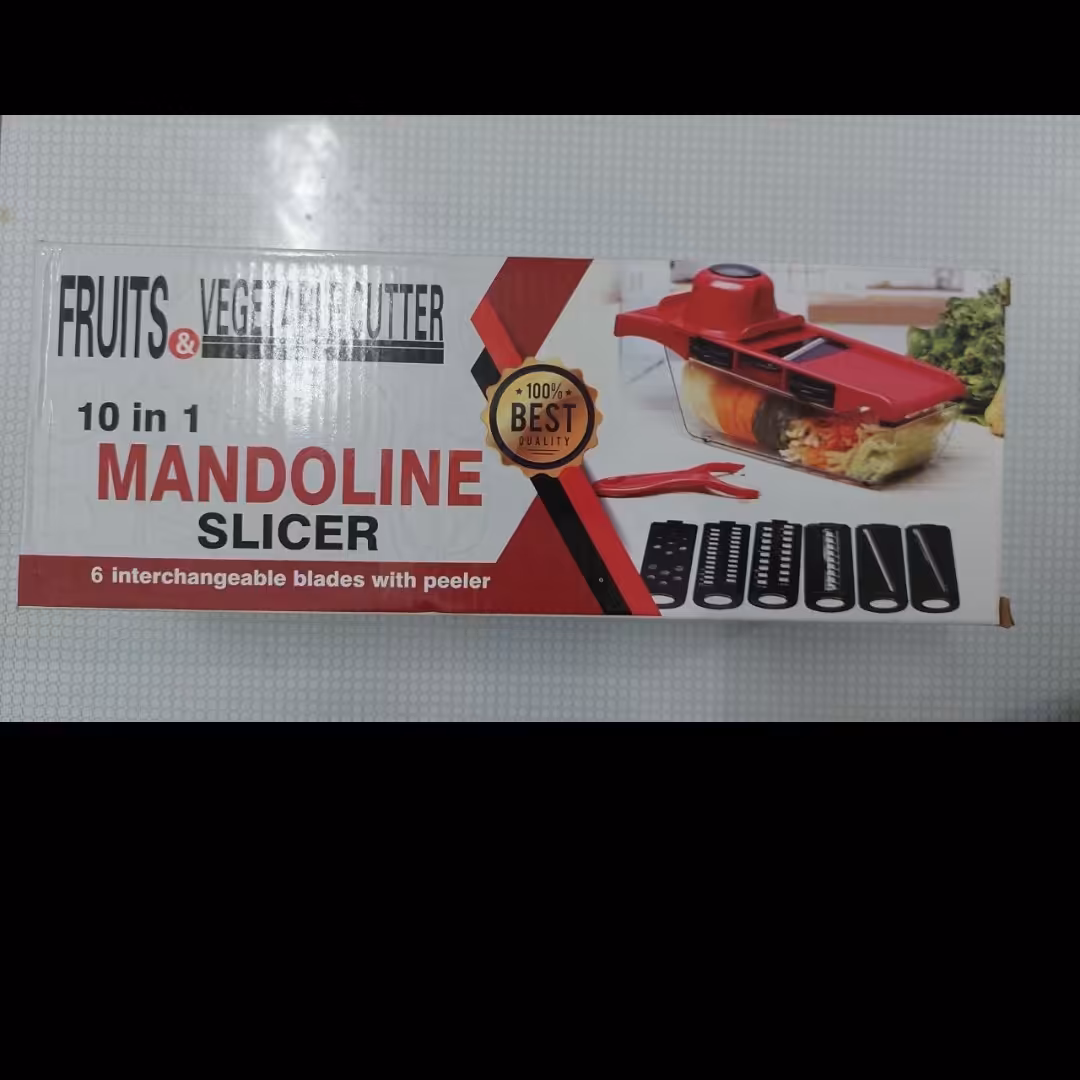 FRUITS & VEGETABLE CUTTER
10 in 1
MANDOLINE
SLICER
6 interchangeable blades with peeler
100%
BEST
QUALITY